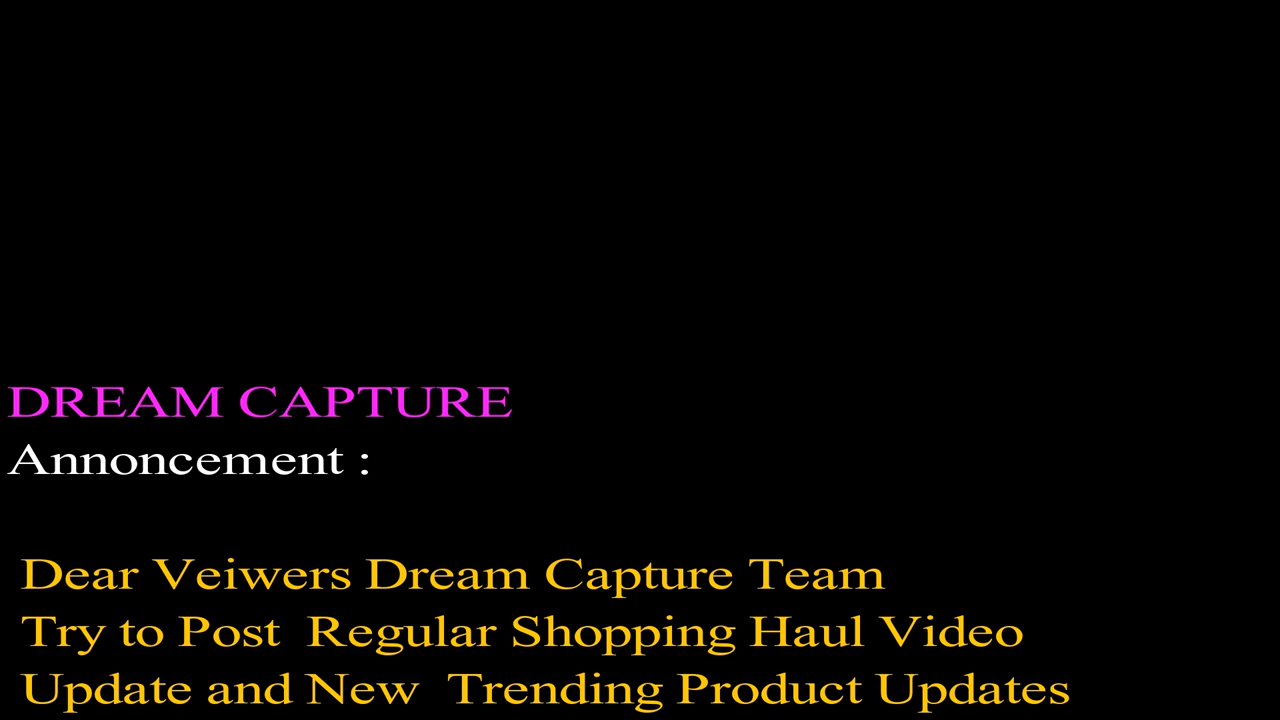 DREAM CAPTURE
Annoncement :
Dear Veiwers Dream Capture Team
Try to Post  Regular Shopping Haul Video
Update and New  Trending Product Updates